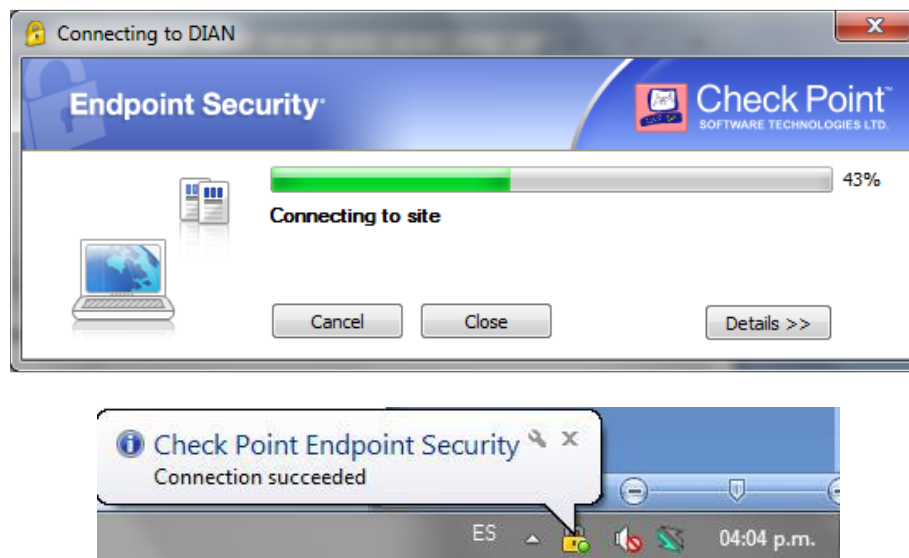 Connecting to DIAN
Endpoint Security
Check Point™
SOFTWARE TECHNOLOGIES LTD.
43%
Connecting to site
Cancel
Close
Details >>
Check Point Endpoint Security
Connection succeeded
ES
04:04 p.m.